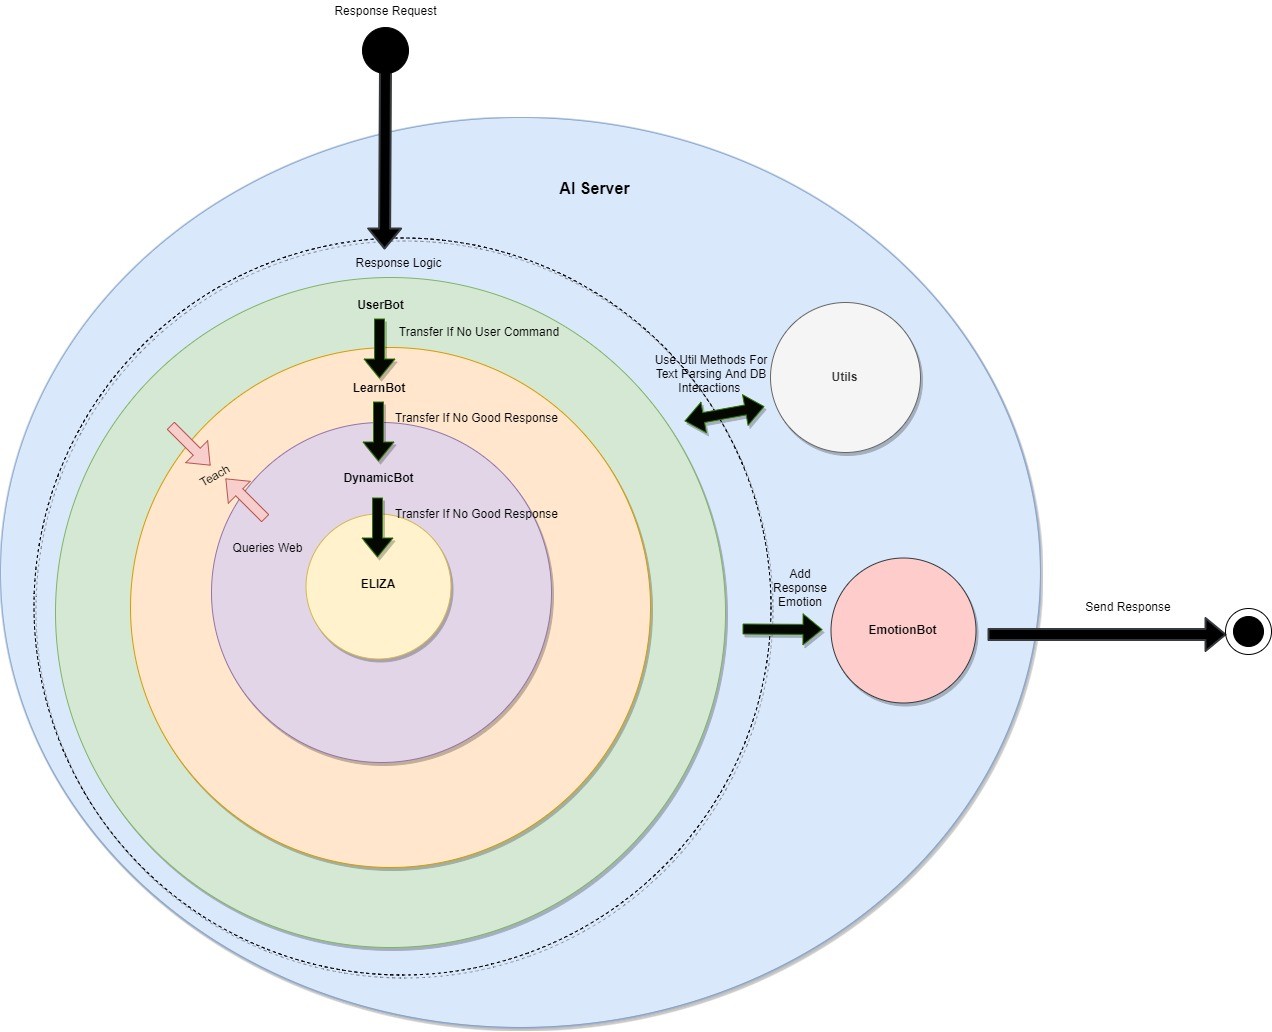 Response Request
AI Server
Response Logic
UserBot
Transfer If No User Command
Use Util Methods For
Text Parsing And DB
Interactions
Utils
LearnBot
Transfer If No Good Response
Teach
DynamicBot
Transfer If No Good Response
Queries Web
ELIZA
Add
Response
Emotion
EmotionBot
Send Response